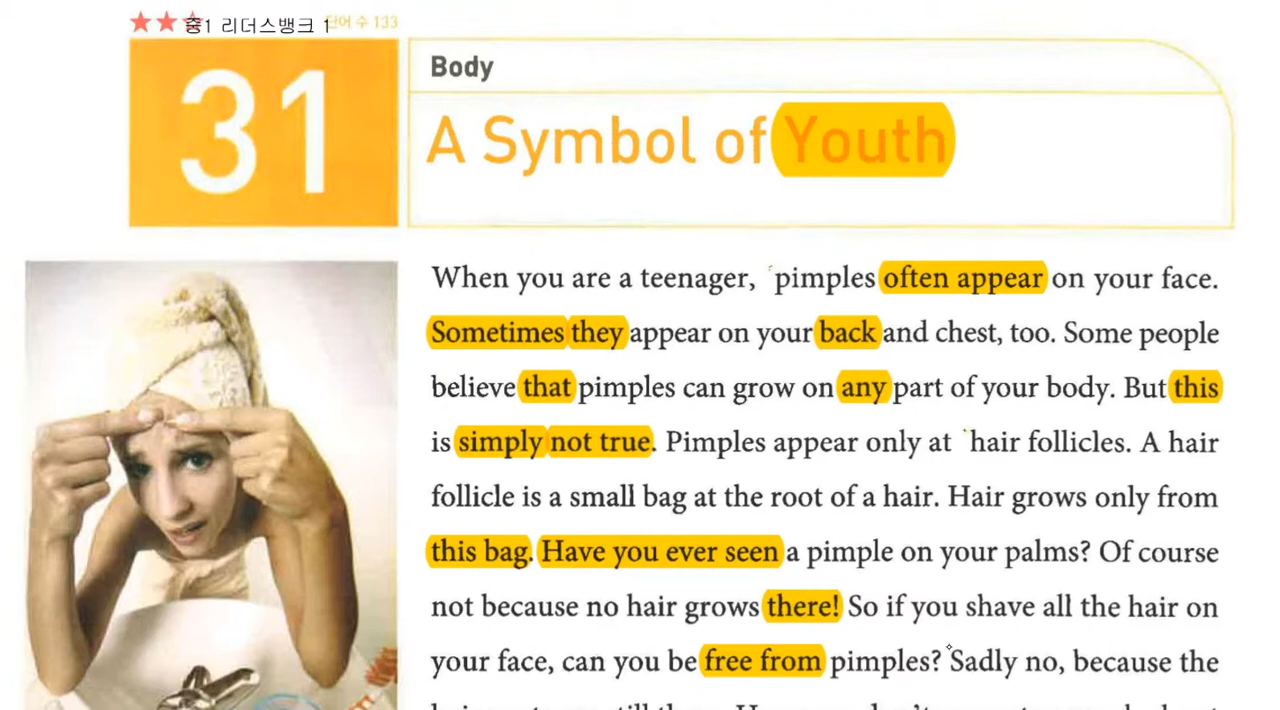 중1 리더스뱅크 1 단어 수 133
31
Body
A Symbol of Youth
When you are a teenager, pimples often appear on your face.
Sometimes they appear on your back and chest, too. Some people
believe that pimples can grow on any part of your body. But this
is simply not true. Pimples appear only at hair follicles. A hair
follicle is a small bag at the root of a hair. Hair grows only from
this bag. Have you ever seen a pimple on your palms? Of course
not because no hair grows there! So if you shave all the hair on
your face, can you be free from pimples? Sadly no, because the